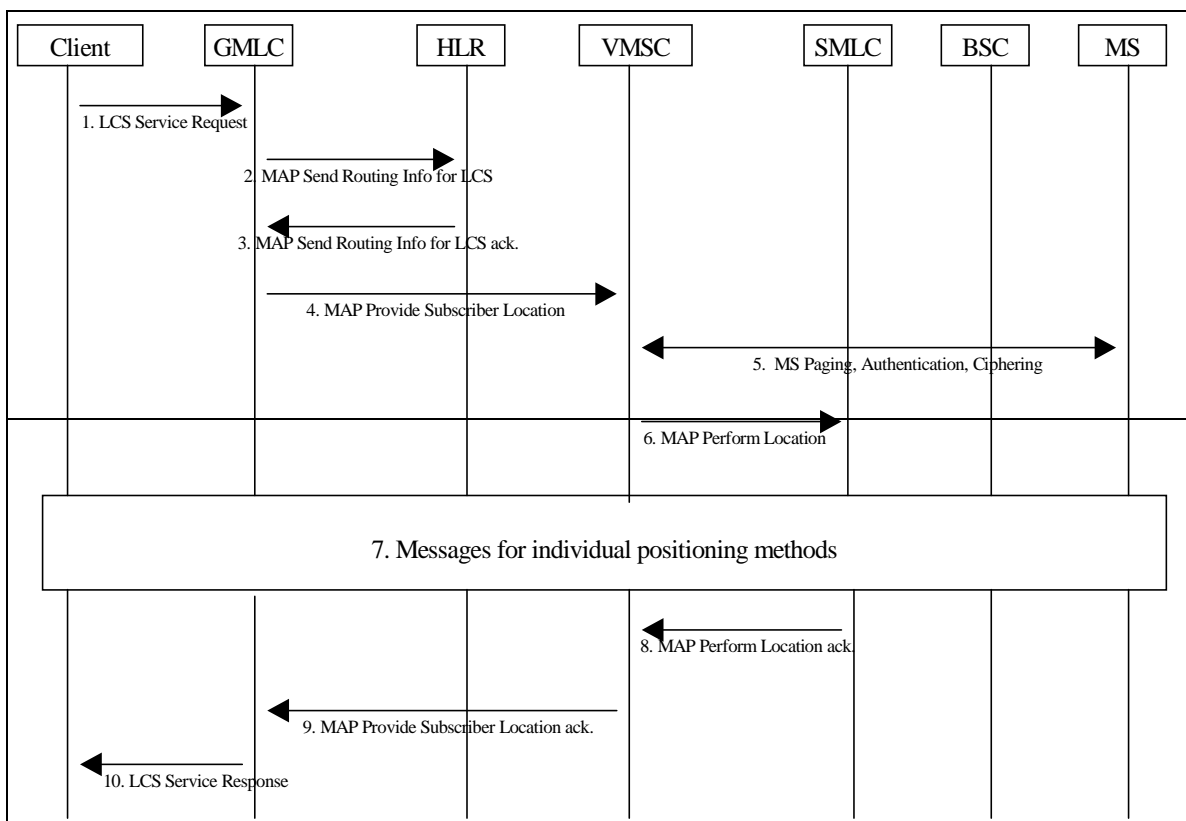 Client GMLC HLR VMSC SMLC BSC MS
1. LCS Service Request
2. MAP Send Routing Info for LCS
3. MAP Send Routing Info for LCS ack.
4. MAP Provide Subscriber Location
5. MS Paging, Authentication, Ciphering
6. MAP Perform Location
7. Messages for individual positioning methods
8. MAP Perform Location ack.
9. MAP Provide Subscriber Location ack.
10. LCS Service Response